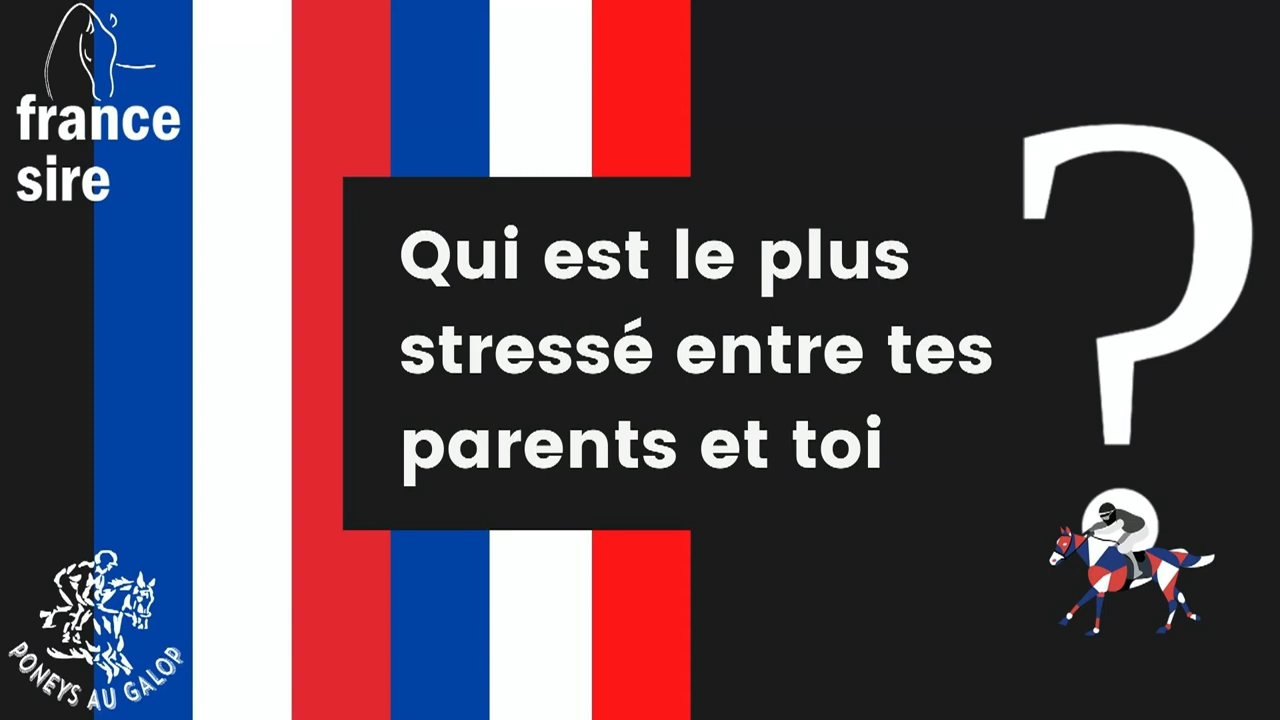 france
sire
Qui est le plus
stressé entre tes
parents et toi
?
PONEYS AU GALOP